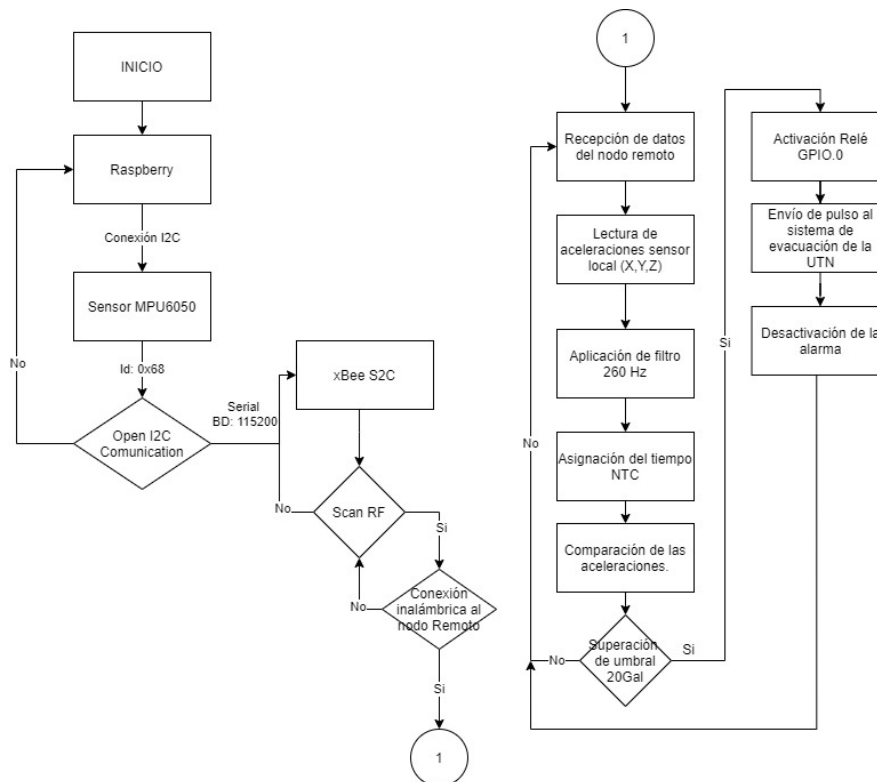 INICIO
Raspberry
Conexión I2C
Sensor MPU6050
No
Id: 0x68
Open I2C
Comunication
Serial
BD: 115200
xBee S2C
No
Scan RF
Si
No
Conexión
inalámbrica al
nodo Remoto
Si
1
1
Recepción de datos
del nodo remoto
Lectura de
aceleraciones sensor
local (X,Y,Z)
Aplicación de filtro
260 Hz
No
Asignación del tiempo
NTC
Comparación de las
aceleraciones.
Superación
de umbral
20Gal
No
Si
Si
Activación Relé
GPIO.0
Envío de pulso al
sistema de
evacuación de la
UTN
Desactivación de la
alarma